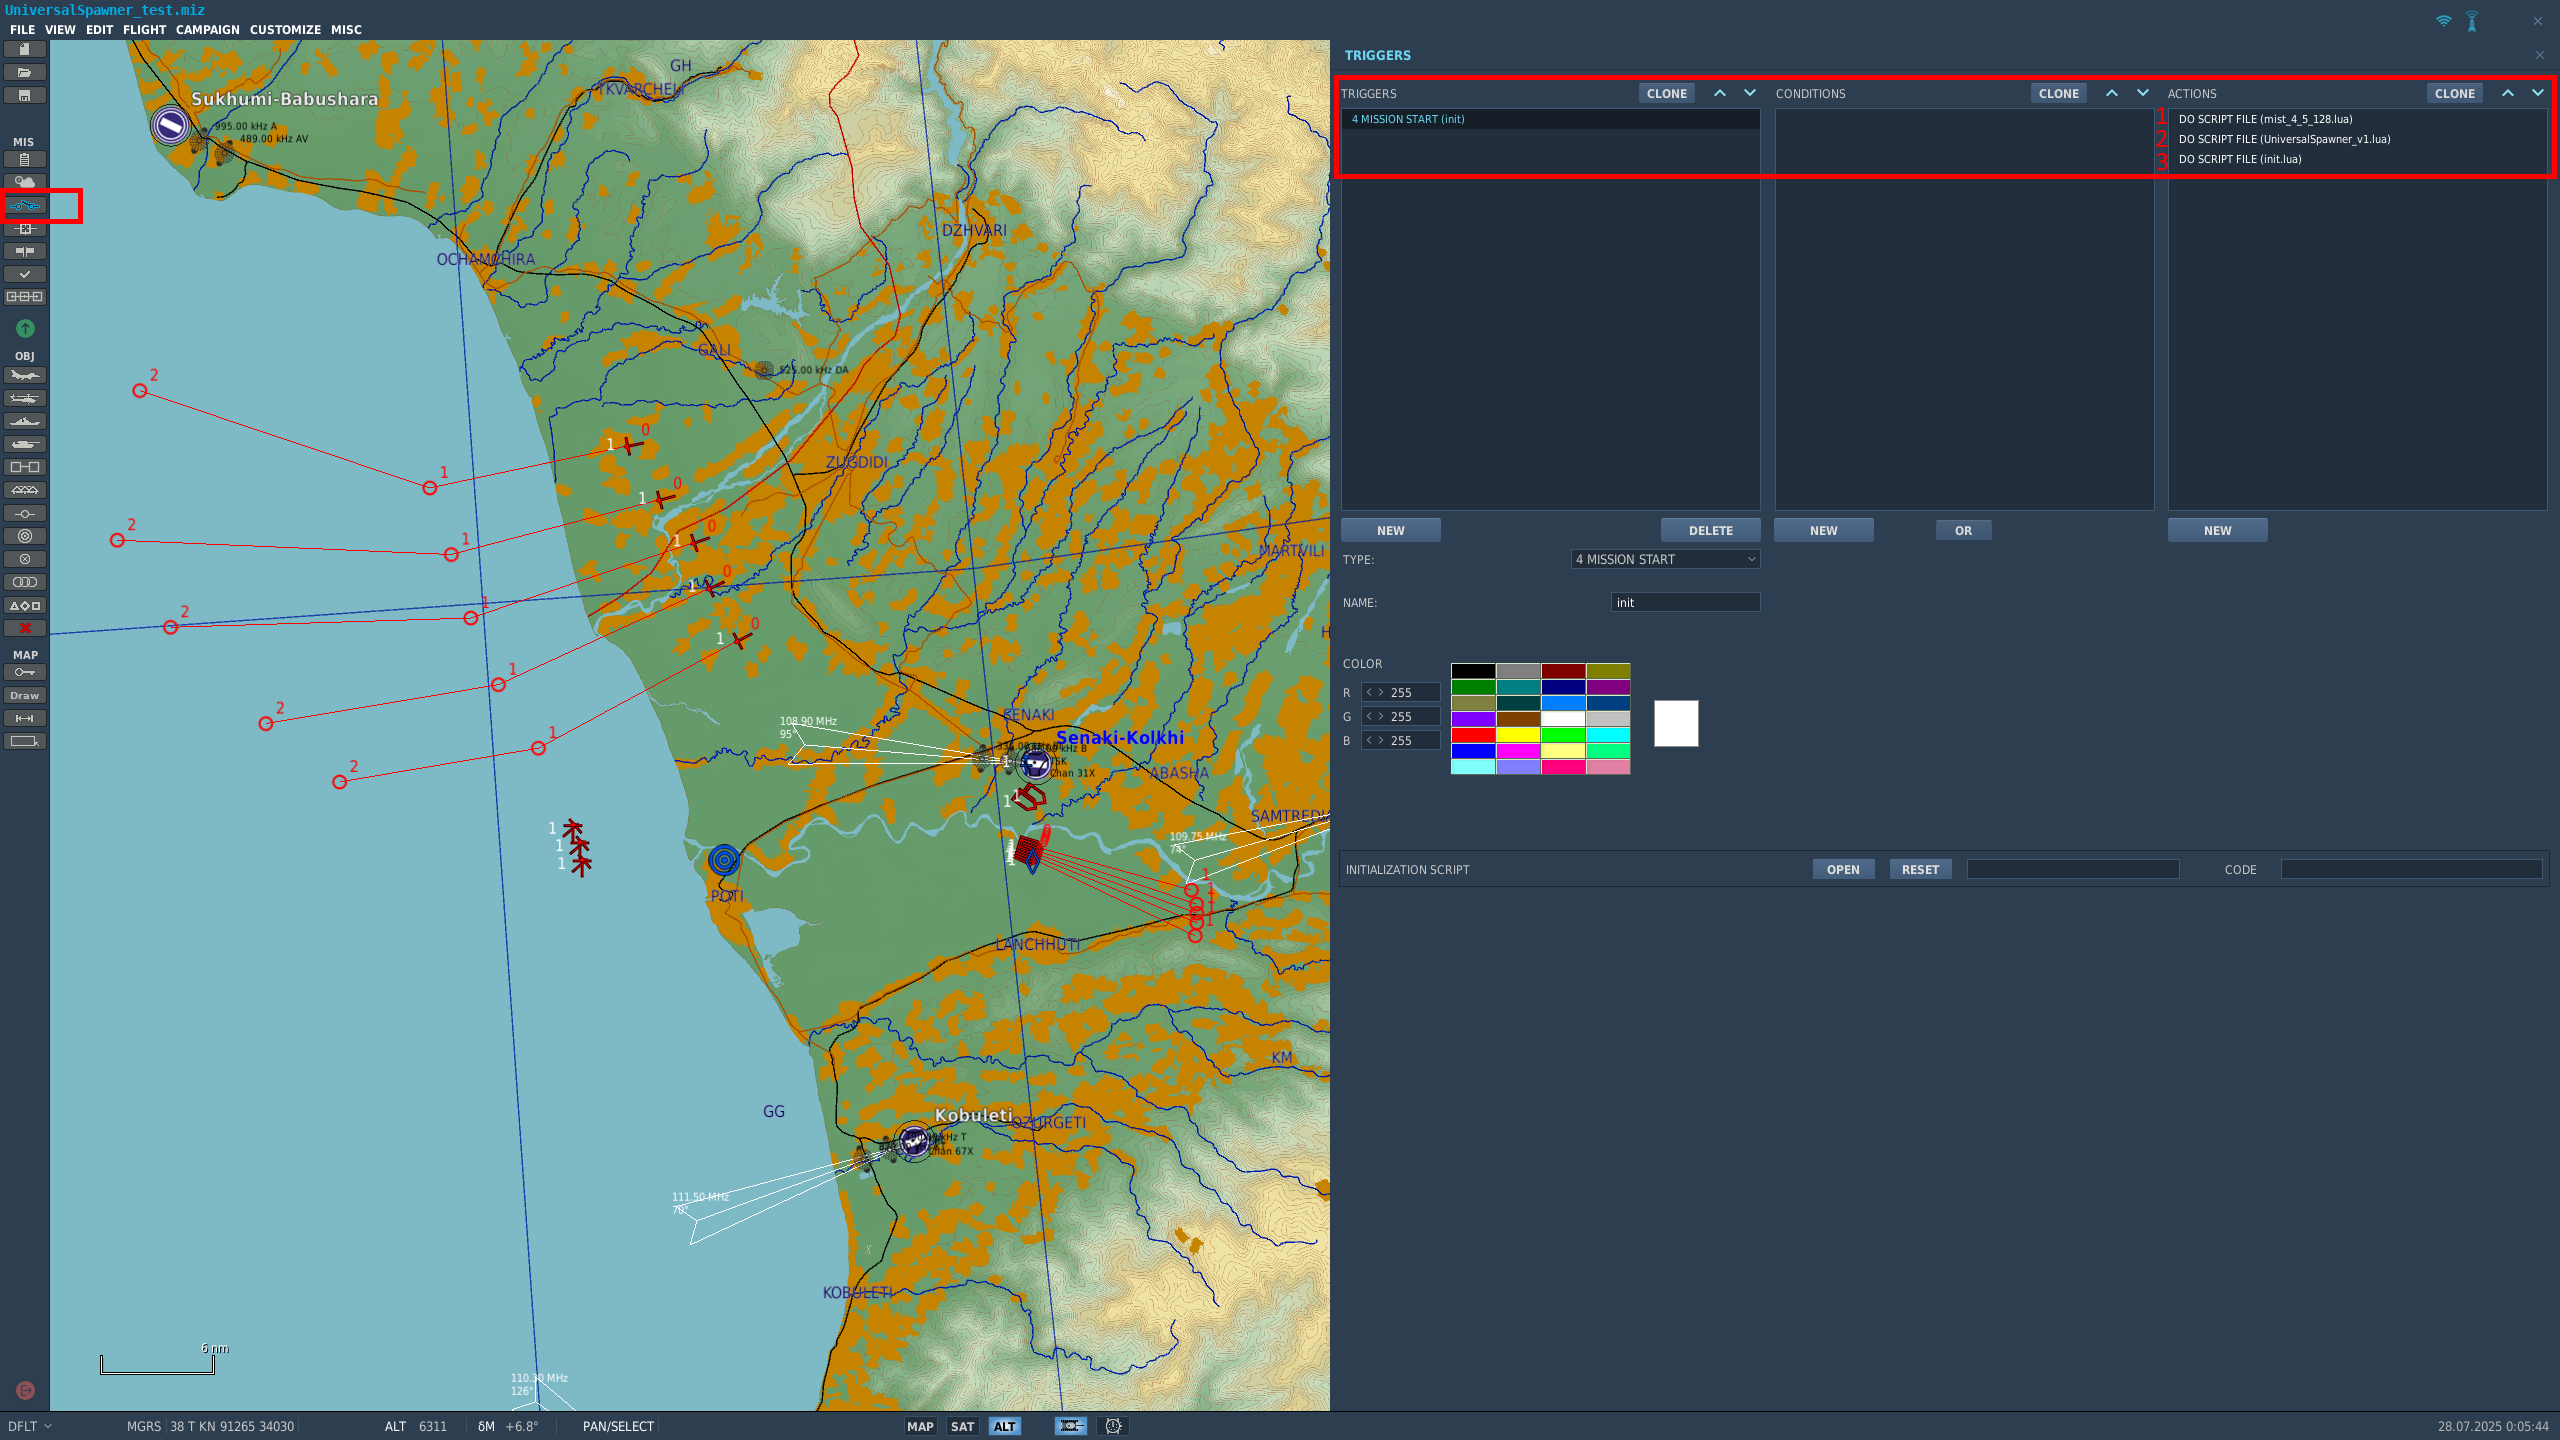 UniversalSpawner_test.miz
FILE VIEW EDIT FLIGHT CAMPAIGN CUSTOMIZE MISC
MIS
OBJ
MAP
Draw
GH
TKVARCHELI
Sukhumi-Babushara
995.00 kHz A
489.00 kHz AV
DZHVARI
OCHAMCHIRA
GALI
525.00 kHz DA
2
1
1 0
1 0
ZUGDIDI
2
1
1 0
MARTVILI
2
1
1 0
1 0
2
1
2
1
SENAKI
108.90 MHz
95°
Senaki-Kolkhi
TSK
Chan 31X
ABASHA
1
1
1
1
SAMTREDIA
109.75 MHz
74°
POTI
1
1
1
LANCHHUTI
KM
GG
Kobuleti
OZURGETI
kHz T
Chan 67X
111.50 MHz
70°
X
KOBULETI
6 nm
110.30 MHz
126°
TRIGGERS
TRIGGERS CLONE
4 MISSION START (init)
NEW DELETE
CONDITIONS CLONE
NEW OR
ACTIONS CLONE
1 DO SCRIPT FILE (mist_4_5_128.lua)
2 DO SCRIPT FILE (UniversalSpawner_v1.lua)
3 DO SCRIPT FILE (init.lua)
NEW
TYPE: 4 MISSION START
NAME: init
COLOR
R < > 255
G < > 255
B < > 255
INITIALIZATION SCRIPT OPEN RESET CODE
DFLT MGRS 38 T KN 91265 34030 ALT 6311 δM +6.8° PAN/SELECT MAP SAT ALT 28.07.2025 0:05:44